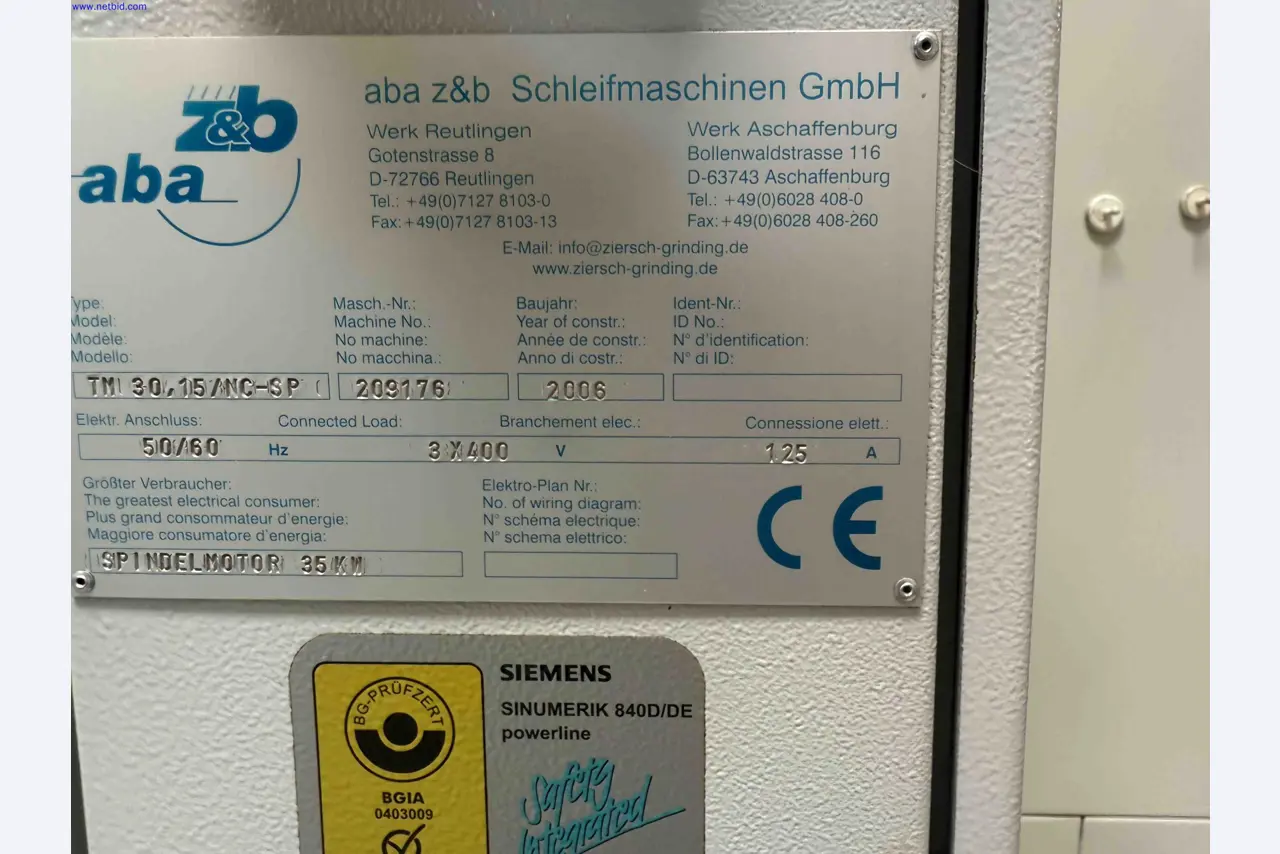 www.netbid.com
z&b
aba
aba z&b Schleifmaschinen GmbH
Werk Reutlingen
Gotenstrasse 8
D-72766 Reutlingen
Tel.: +49(0)7127 8103-0
Fax:+49(0)7127 8103-13
Werk Aschaffenburg
Bollenwaldstrasse 116
D-63743 Aschaffenburg
Tel.: +49(0)6028 408-0
Fax:+49(0)6028 408-260
E-Mail: info@ziersch-grinding.de
www.ziersch-grinding.de
Type:
Model:
Modèle:
Modello:
TM 30.15/NC-SP
Masch.-Nr.:
Machine No.:
No machine:
No macchina.:
209176
Baujahr:
Year of constr.:
Année de constr.:
Anno di costr.:
2006
Ident-Nr.:
ID No.:
N° d'identification:
N° di ID:
Elektr. Anschluss: Connected Load: Branchement elec.: Connessione elett.:
50/60 Hz 3X400 V 125 A
Größter Verbraucher:
The greatest electrical consumer:
Plus grand consommateur d'energie:
Maggiore consumatore d'energia:
SPINDELMOTOR 35KW
Elektro-Plan Nr.:
No. of wiring diagram:
N° schéma electrique:
N° schema elettrico:
CE
BG-PRÜFZERT
BGIA
0403009
SIEMENS
SINUMERIK 840D/DE
powerline
Safety
Integrated